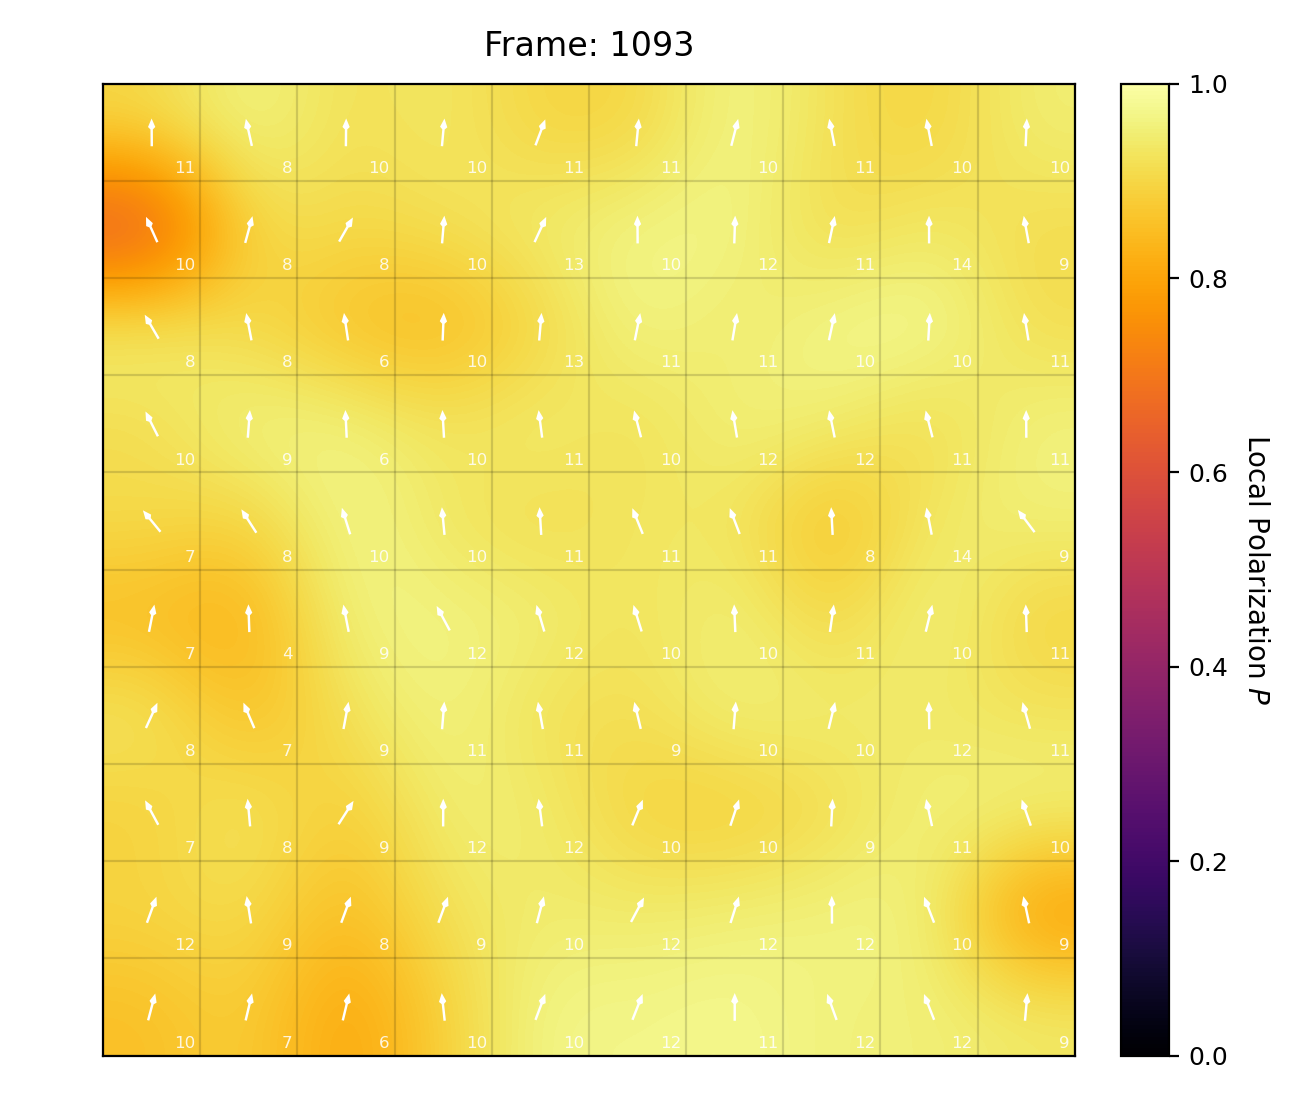 Frame: 1093
11 8 10 10 11 11 10 11 10 10
10 8 8 10 13 10 12 11 14 9
8 8 6 10 13 11 11 10 10 11
10 9 6 10 11 10 12 12 11 11
7 8 10 10 11 11 11 8 14 9
7 4 9 12 12 10 10 11 10 11
8 7 9 11 11 9 10 10 12 11
7 8 9 12 12 10 10 9 11 10
12 9 8 9 10 12 12 12 10 9
10 7 6 10 10 12 11 12 12 9
1.0
0.8
0.6
0.4
0.2
0.0
Local Polarization P